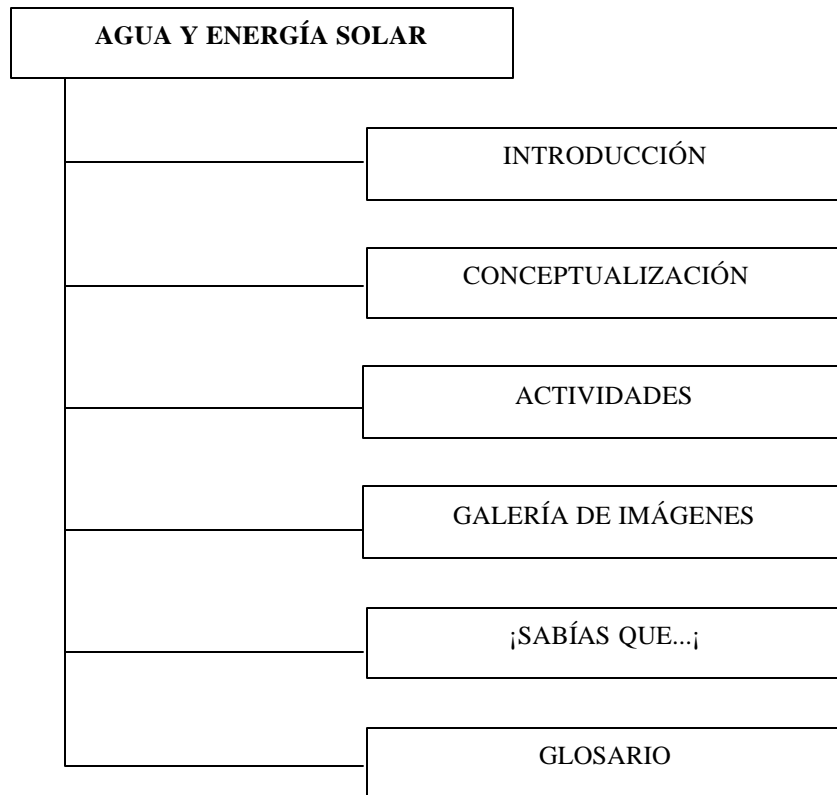 AGUA Y ENERGÍA SOLAR
INTRODUCCIÓN
CONCEPTUALIZACIÓN
ACTIVIDADES
GALERÍA DE IMÁGENES
¡SABÍAS QUE...¡
GLOSARIO